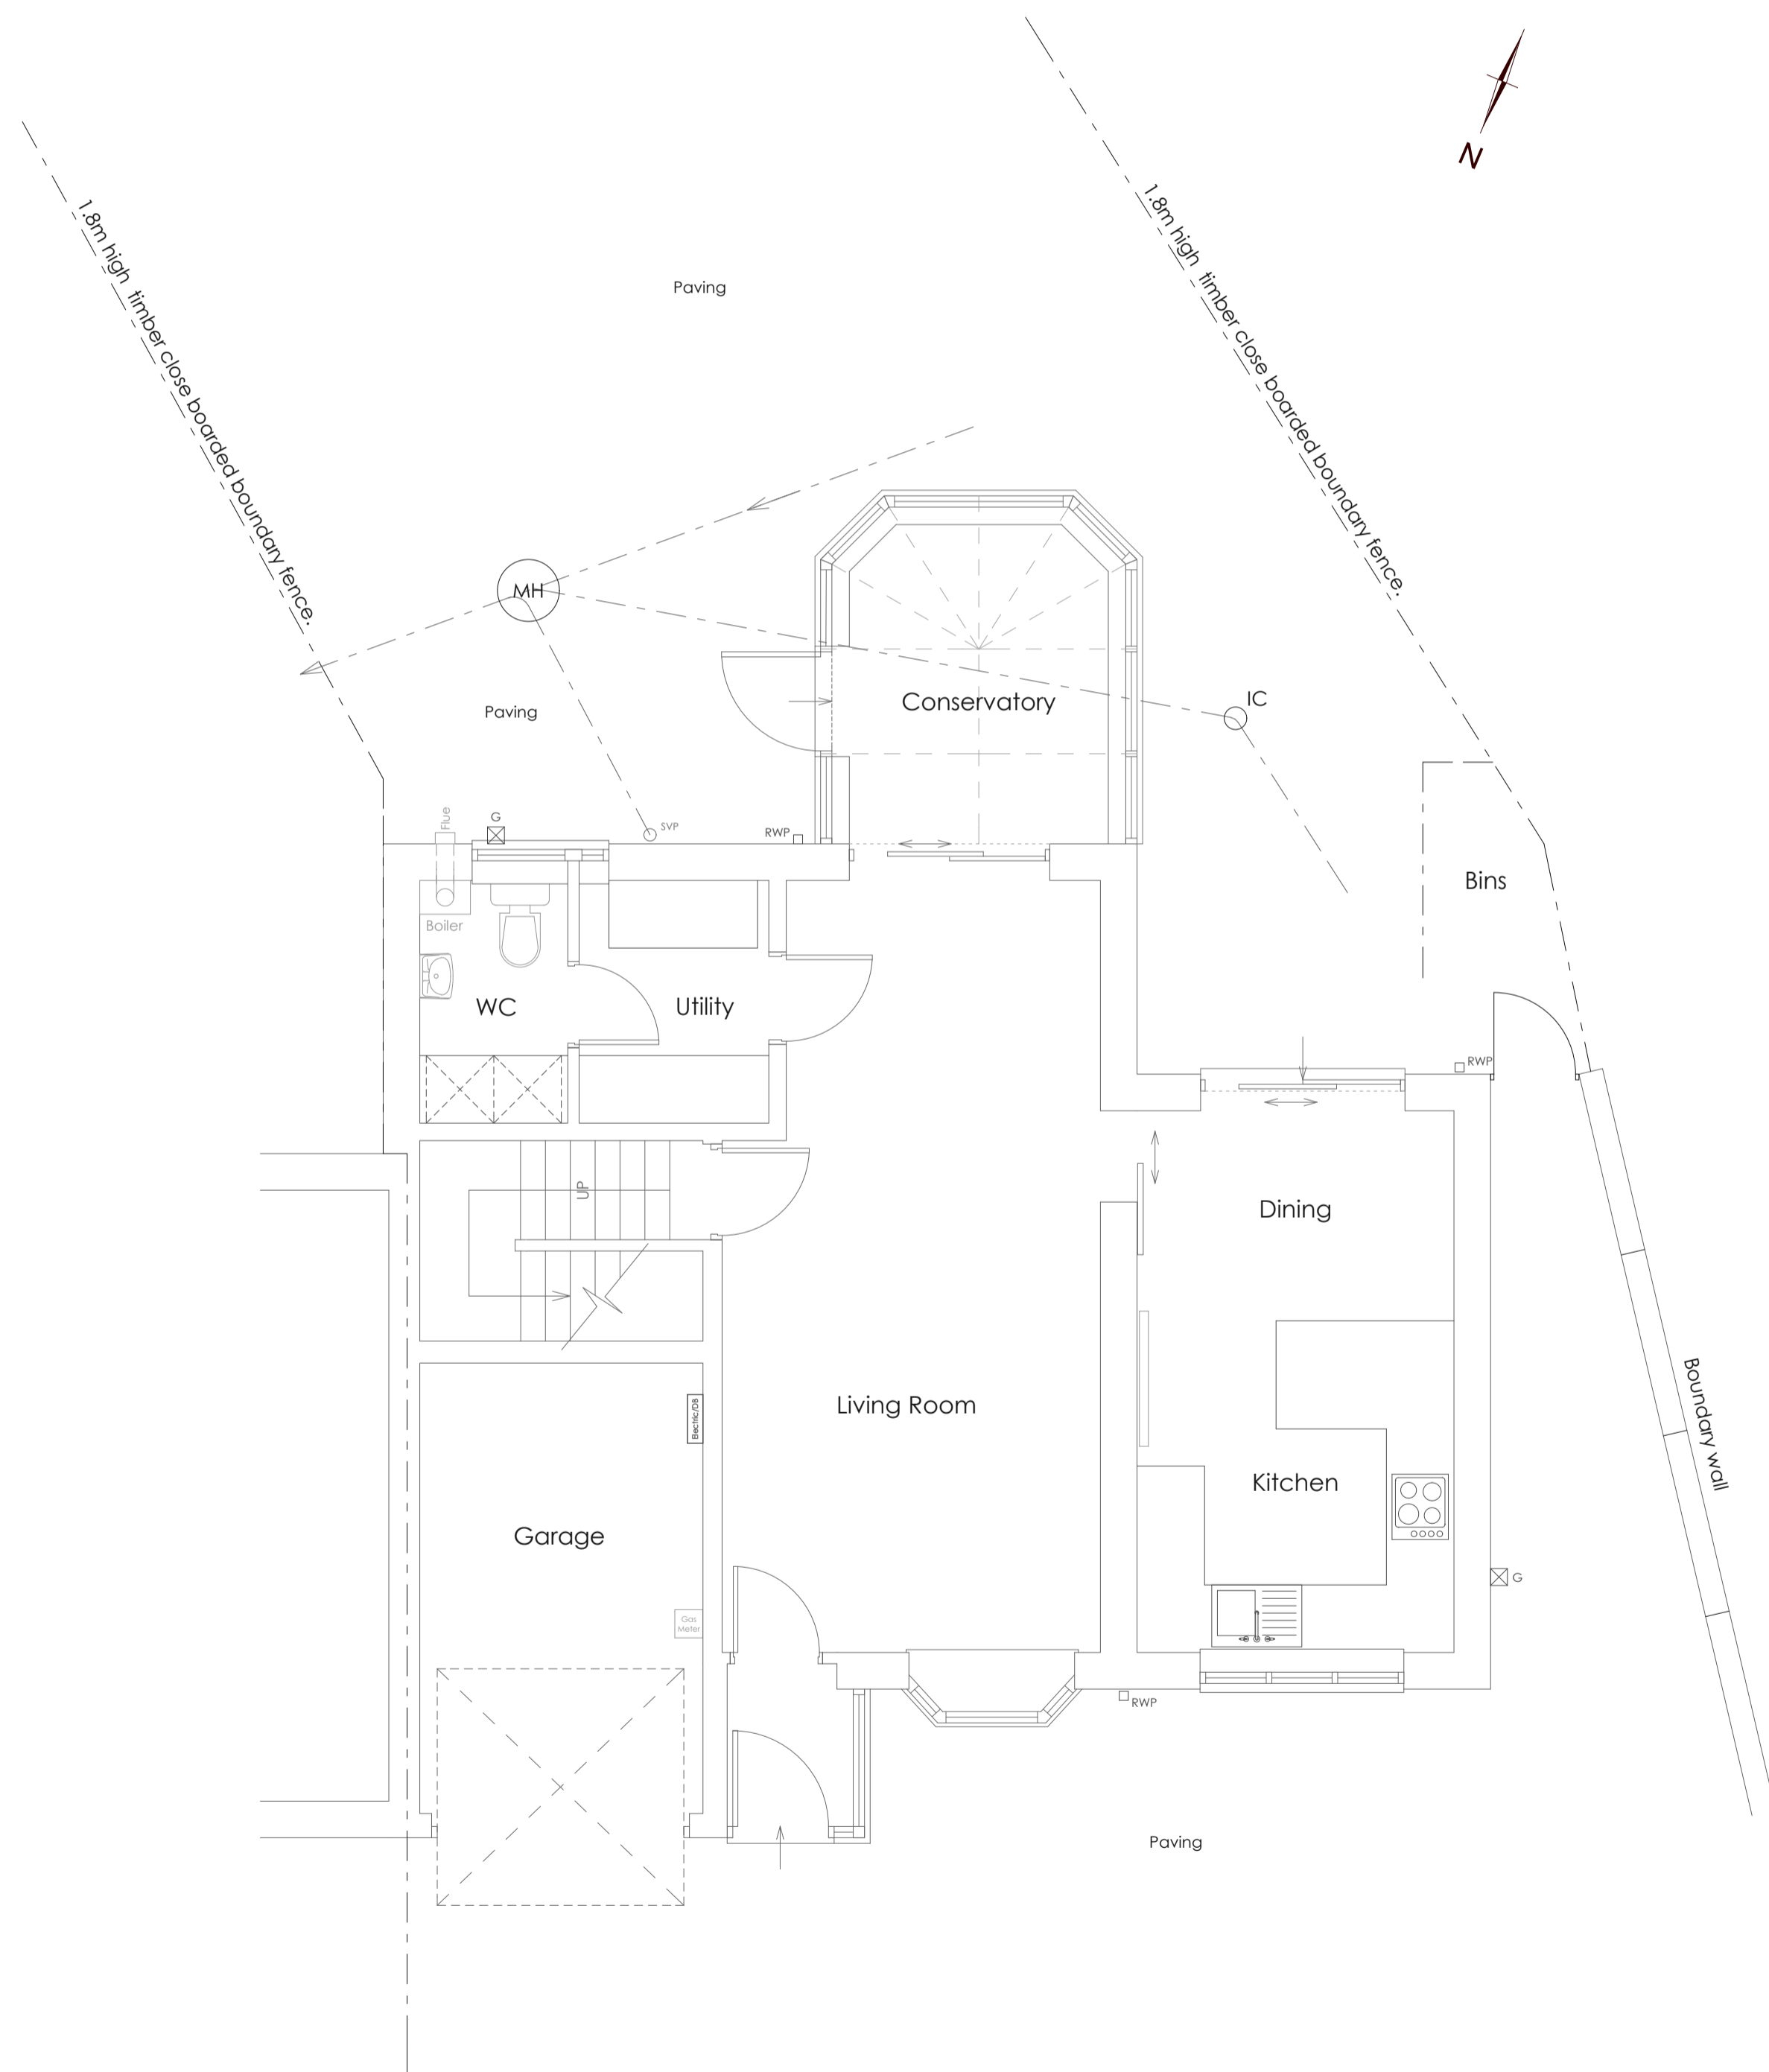 N
1.8m high timber close boarded boundary fence.
1.8m high timber close boarded boundary fence.
Paving
MH
Conservatory
IC
Paving
Flue
G
SVP
RWP
Bins
Boiler
WC
Utility
RWP
UP
Dining
Living Room
Boundary wall
Electric/DB
Kitchen
Garage
G
Gas
Meter
RWP
Paving